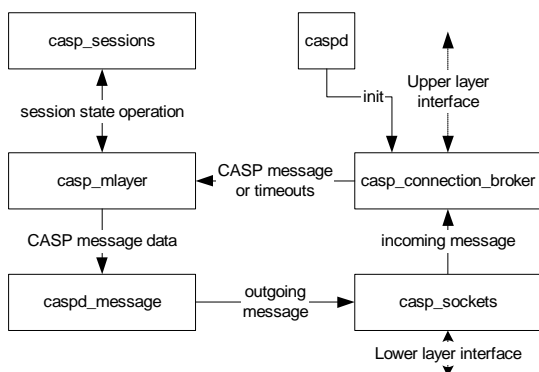 casp_sessions
caspd
init
Upper layer
interface
session state operation
casp_mlayer
CASP message
or timeouts
casp_connection_broker
CASP message data
incoming message
caspd_message
outgoing
message
casp_sockets
Lower layer interface